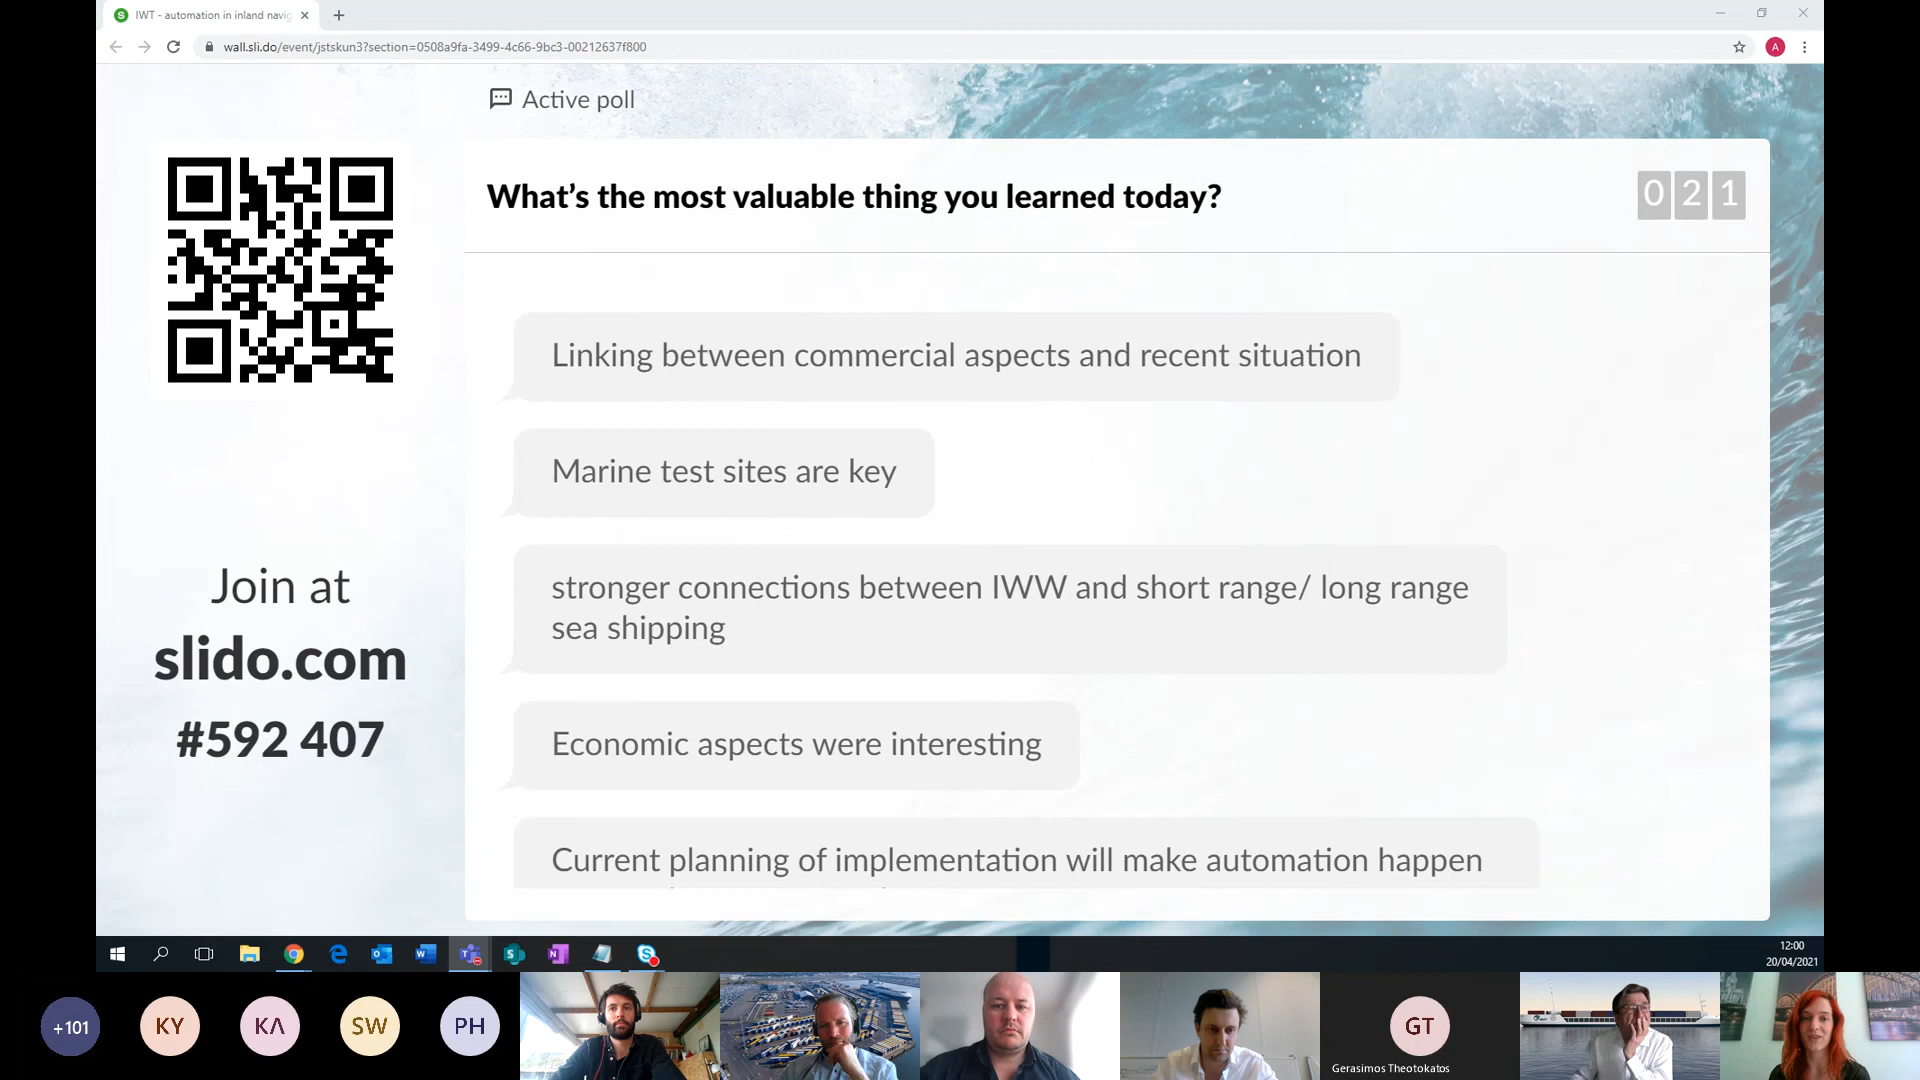 IWT - automation in inland navig
wall.sli.do/event/jstskun3?section=0508a9fa-3499-4c66-9bc3-00212637f800
A
Active poll
What's the most valuable thing you learned today?
021
Linking between commercial aspects and recent situation
Marine test sites are key
stronger connections between IWW and short range/ long range
sea shipping
Economic aspects were interesting
Current planning of implementation will make automation happen
Join at
slido.com
#592 407
12:00
20/04/2021
+101
KY
KΛ
SW
PH
GT
Gerasimos Theotokatos